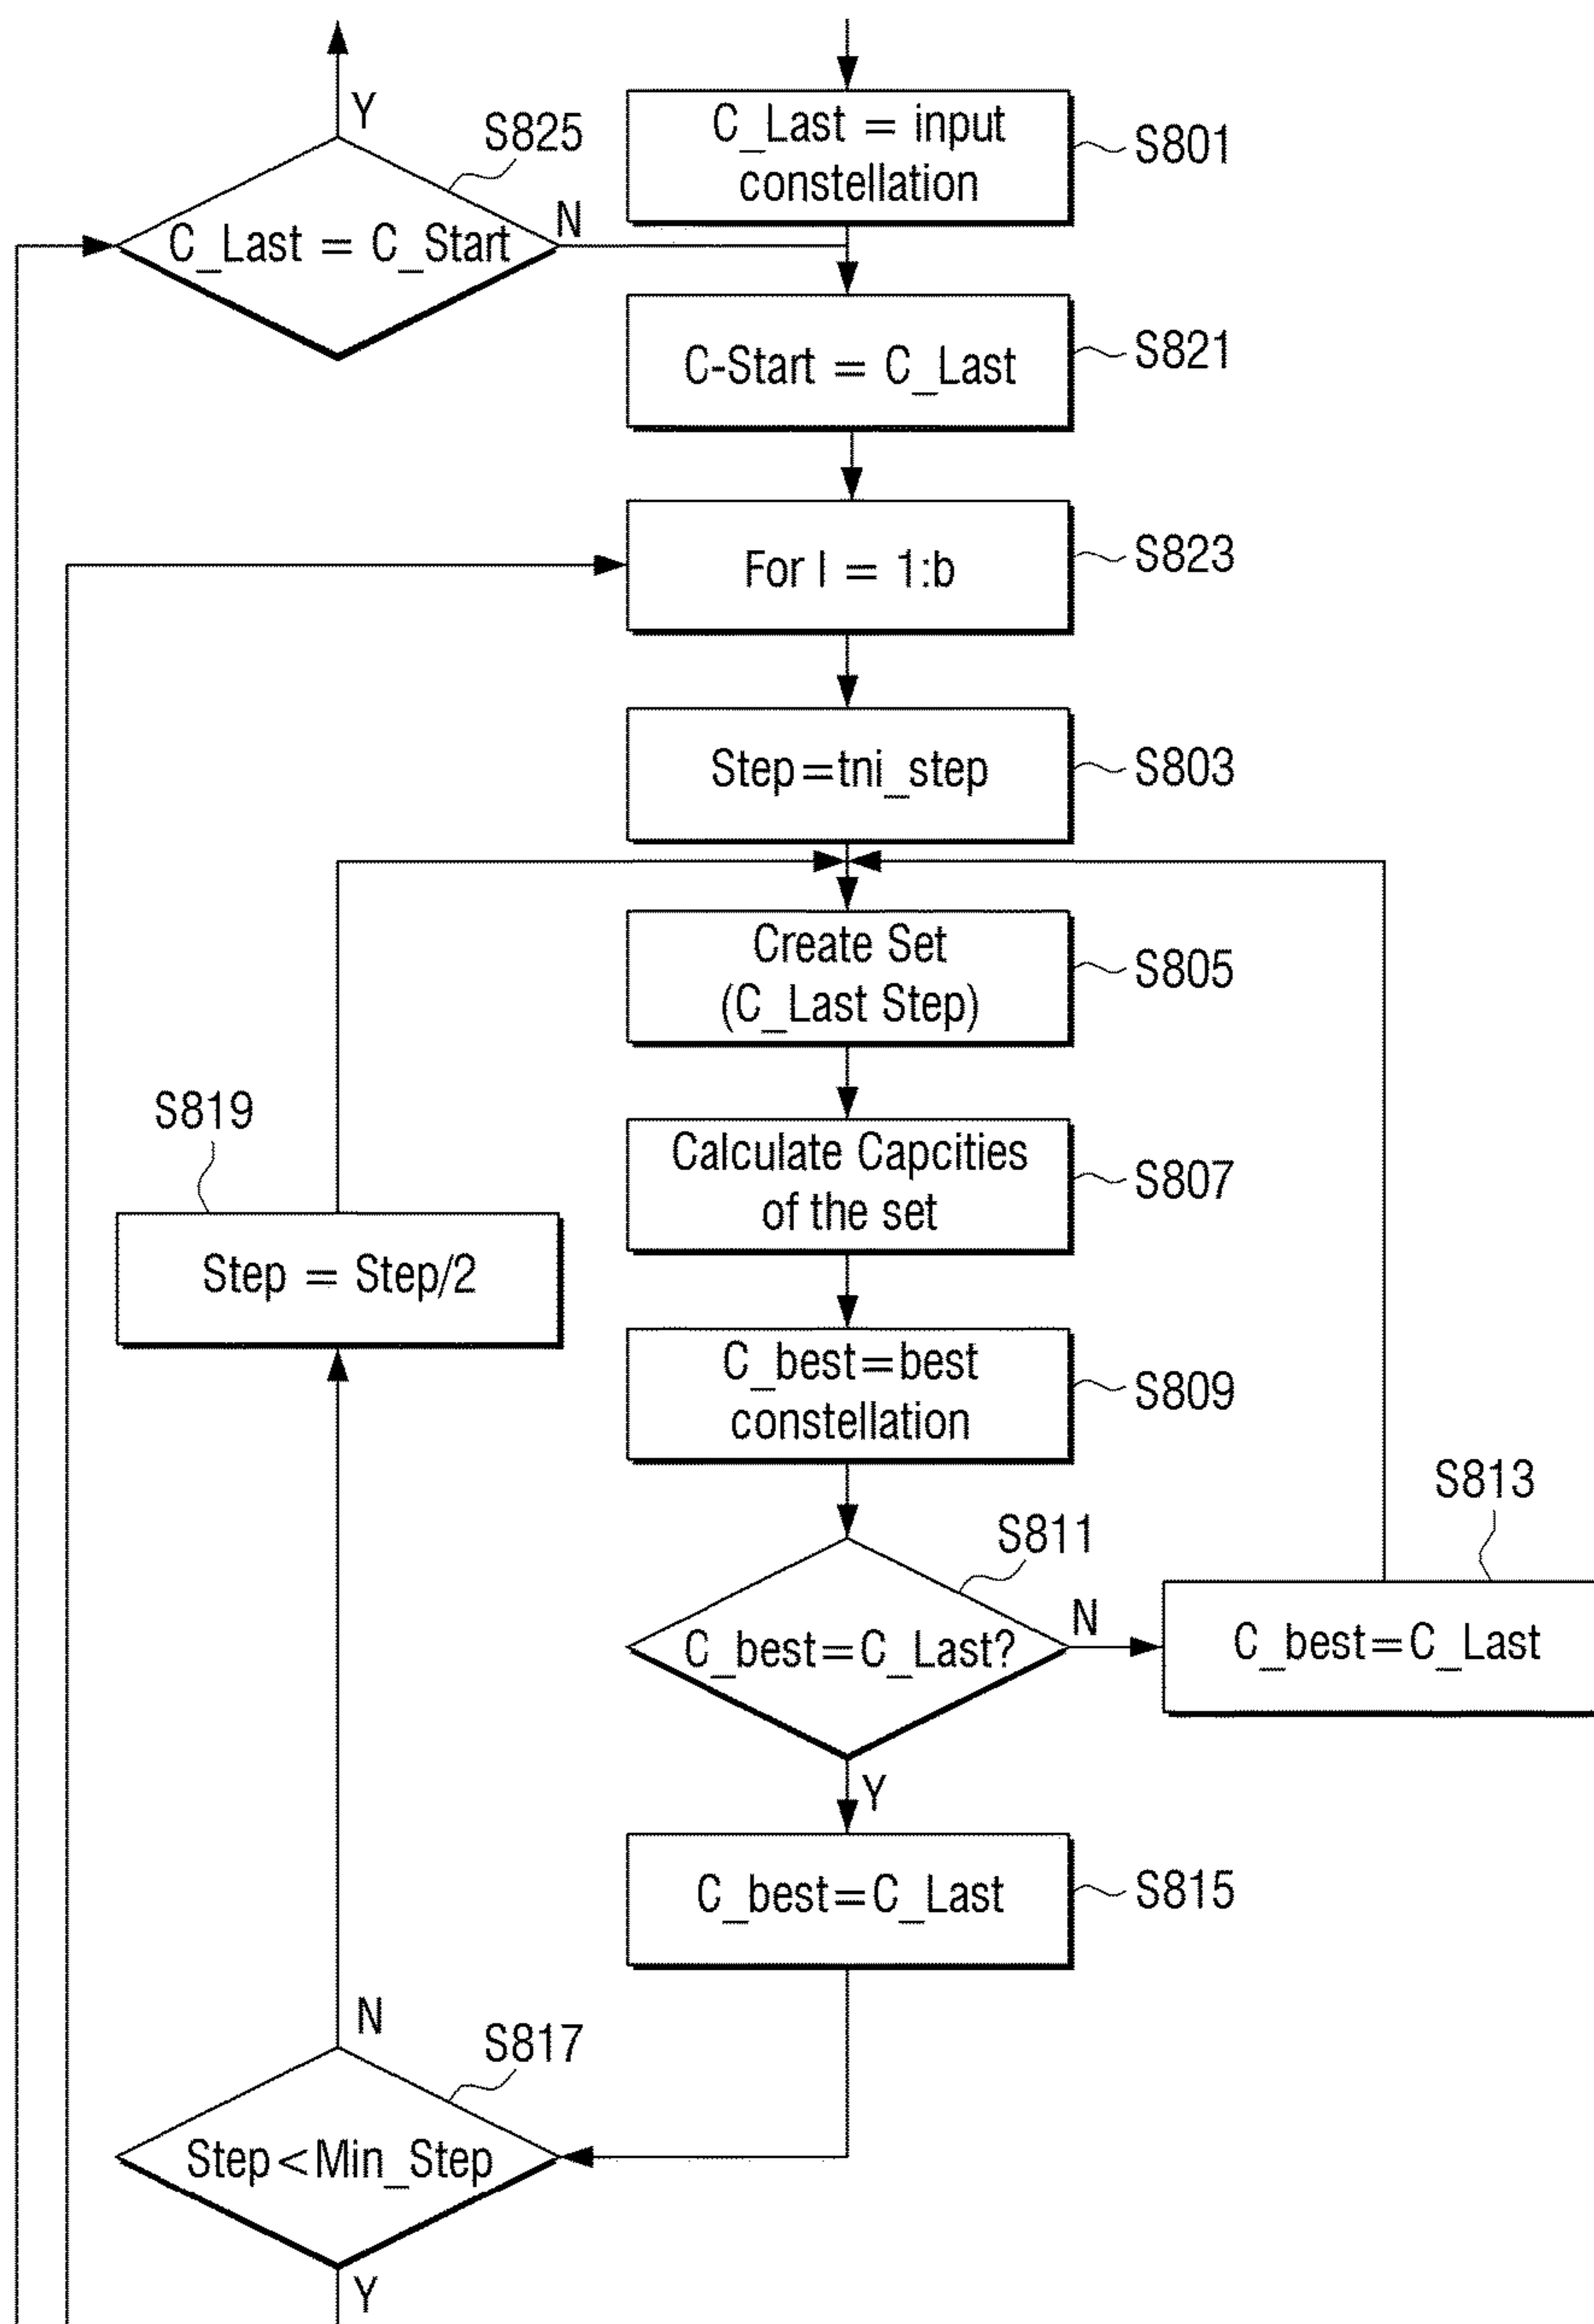 Y
S825
C_Last = C_Start
N
C_Last = input
constellation
S801
C-Start = C_Last
S821
For I = 1:b
S823
Step=tni_step
S803
Create Set
(C_Last Step)
S805
S819
Step = Step/2
Calculate Capcities
of the set
S807
C_best=best
constellation
S809
S811
C_best=C_Last?
N
S813
C_best=C_Last
Y
C_best=C_Last
S815
N
S817
Step<Min_Step
Y